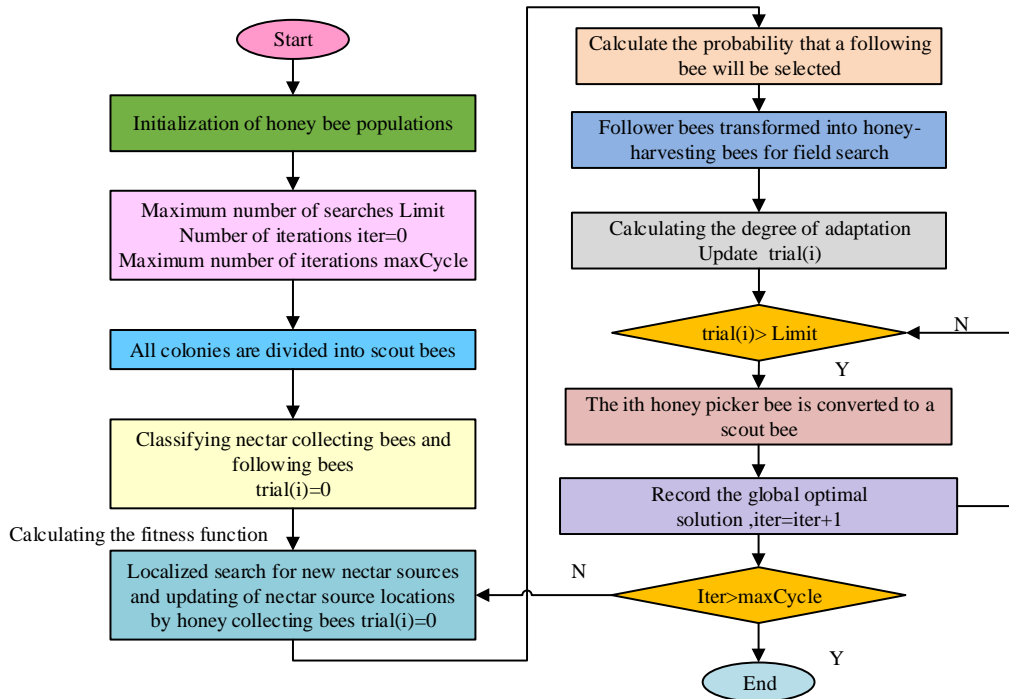 Start
Initialization of honey bee populations
Maximum number of searches Limit
Number of iterations iter=0
Maximum number of iterations maxCycle
All colonies are divided into scout bees
Classifying nectar collecting bees and
following bees
trial(i)=0
Calculating the fitness function
Localized search for new nectar sources
and updating of nectar source locations
by honey collecting bees trial(i)=0
Calculate the probability that a following
bee will be selected
Follower bees transformed into honey-
harvesting bees for field search
Calculating the degree of adaptation
Update trial(i)
trial(i)> Limit
N
Y
The ith honey picker bee is converted to a
scout bee
Record the global optimal
solution ,iter=iter+1
N
Iter>maxCycle
Y
End